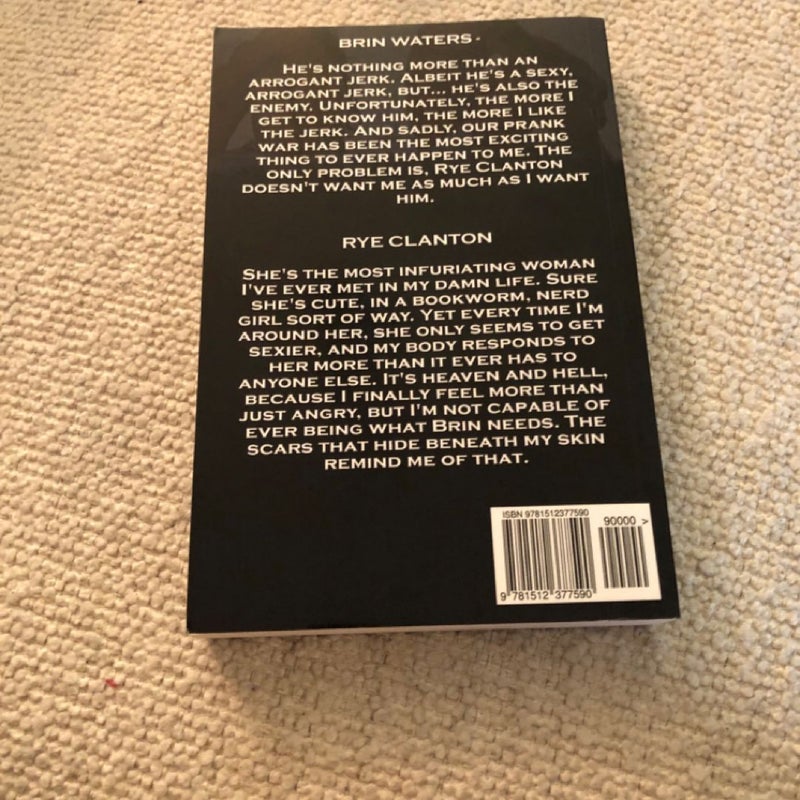 BRIN WATERS -
HE'S NOTHING MORE THAN AN
ARROGANT JERK. ALBEIT HE'S A SEXY,
ARROGANT JERK, BUT... HE'S ALSO THE
ENEMY. UNFORTUNATELY, THE MORE I
GET TO KNOW HIM, THE MORE I LIKE
THE JERK. AND SADLY, OUR PRANK
WAR HAS BEEN THE MOST EXCITING
THING TO EVER HAPPEN TO ME. THE
ONLY PROBLEM IS, RYE CLANTON
DOESN'T WANT ME AS MUCH AS I WANT
HIM.
RYE CLANTON
SHE'S THE MOST INFURIATING WOMAN
I'VE EVER MET IN MY DAMN LIFE. SURE
SHE'S CUTE, IN A BOOKWORM, NERD
GIRL SORT OF WAY. YET EVERY TIME I'M
AROUND HER, SHE ONLY SEEMS TO GET
SEXIER, AND MY BODY RESPONDS TO
HER MORE THAN IT EVER HAS TO
ANYONE ELSE. IT'S HEAVEN AND HELL,
BECAUSE I FINALLY FEEL MORE THAN
JUST ANGRY, BUT I'M NOT CAPABLE OF
EVER BEING WHAT BRIN NEEDS. THE
SCARS THAT HIDE BENEATH MY SKIN
REMIND ME OF THAT.
ISBN 9781512377590
90000 >
9 781512 377590